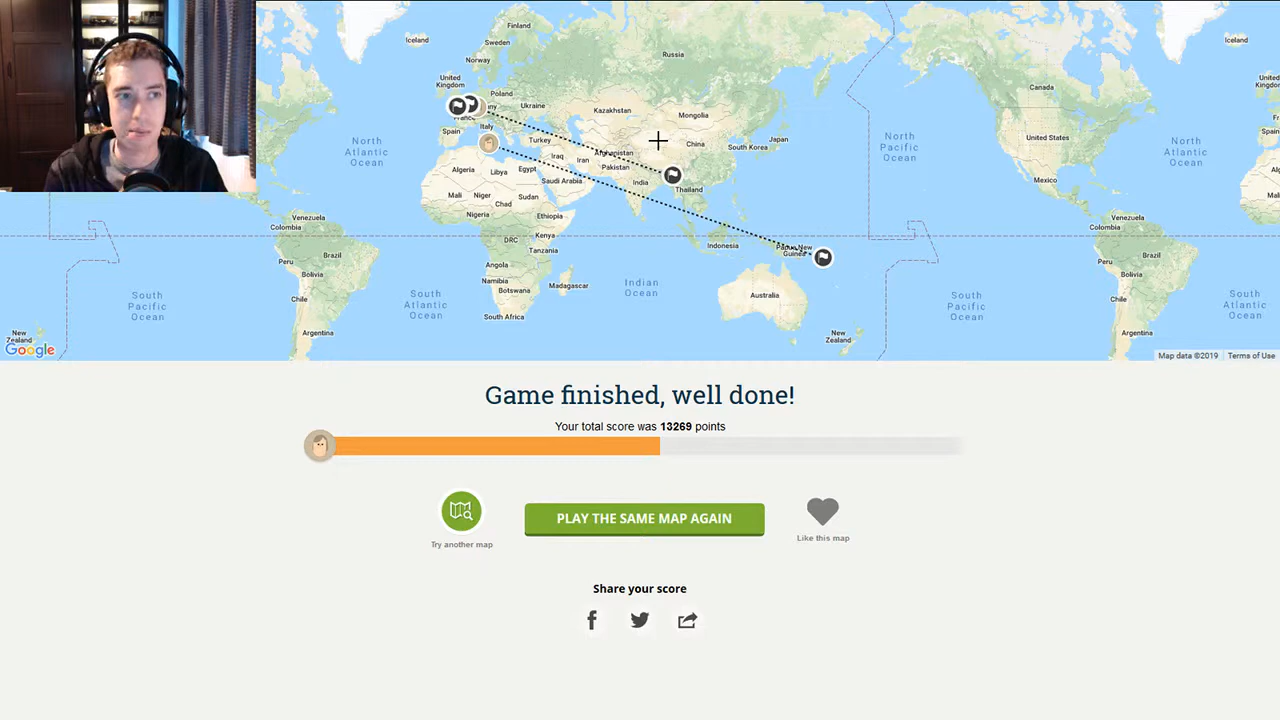 Iceland
Finland
Sweden
Norway
Russia
Iceland
United
Kingdom
Poland
Ukraine
Kazakhstan
Mongolia
Canada
Spain
Italy
Turkey
North
Atlantic
Ocean
Iraq
Iran
Afghanistan
Pakistan
China
South Korea
Japan
North
Pacific
Ocean
United States
North
Atlantic
Ocean
Algeria
Libya
Egypt
Saudi Arabia
India
Thailand
Mexico
Mali
Niger
Chad
Sudan
Nigeria
Ethiopia
Venezuela
Colombia
DRC
Kenya
Tanzania
Indonesia
Papua New
Guinea
Venezuela
Colombia
Peru
Brazil
Bolivia
Angola
Namibia
Botswana
Madagascar
Indian
Ocean
Australia
Peru
Brazil
Bolivia
South
Pacific
Ocean
Chile
South
Atlantic
Ocean
South Africa
South
Pacific
Ocean
Chile
South
Atlantic
Ocean
New
Zealand
Argentina
New
Zealand
Argentina
Google
Map data ©2019
Terms of Use
Game finished, well done!
Your total score was 13269 points
PLAY THE SAME MAP AGAIN
Try another map
Like this map
Share your score